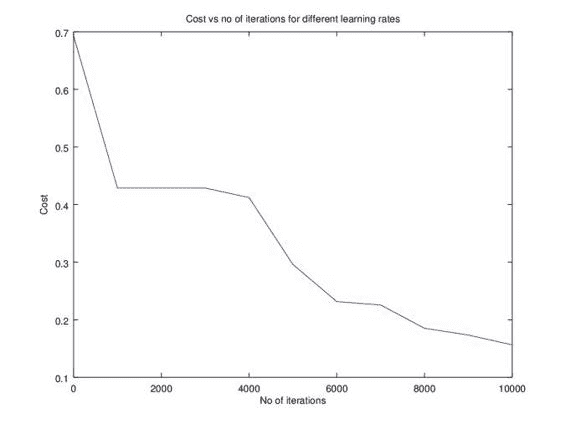 Cost vs no of iterations for different learning rates
0.7
0.6
0.5
0.4
0.3
0.2
0.1
Cost
0 2000 4000 6000 8000 10000
No of iterations